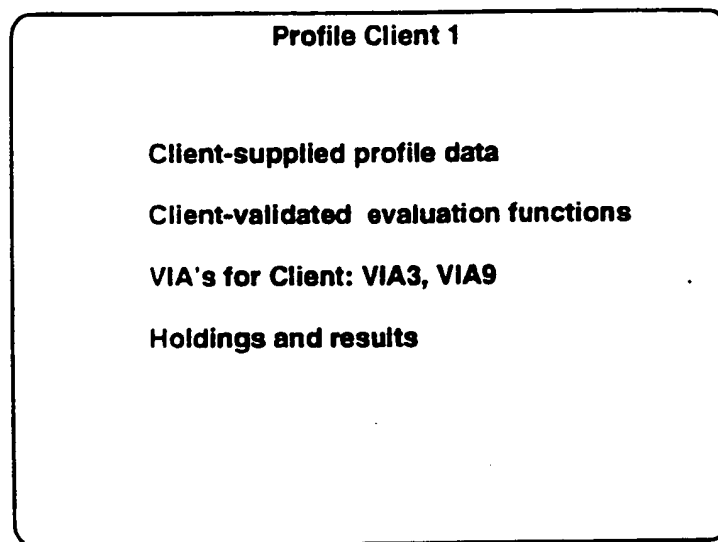 Profile Client 1
Client-supplied profile data
Client-validated evaluation functions
VIA's for Client: VIA3, VIA9
Holdings and results